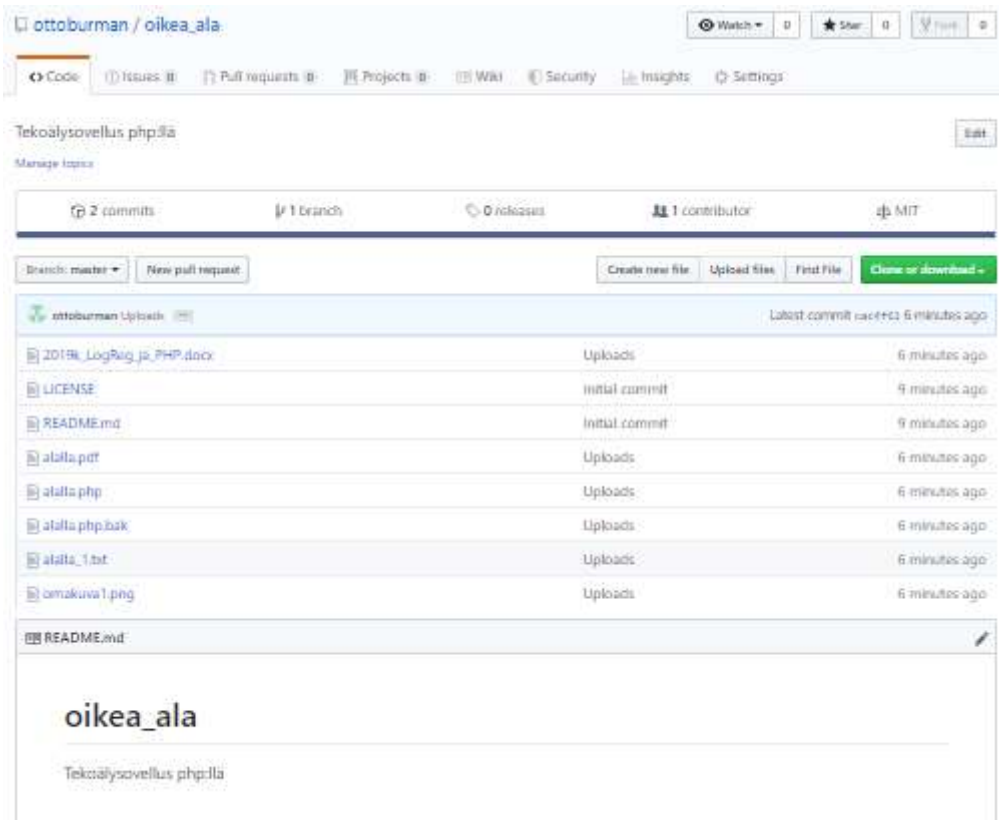 ottoburman / oikea_ala
Watch 0 Star 0 Fork 0
Code Issues 0 Pull requests 0 Projects 0 Wiki Security Insights Settings
Tekoälysovellus php:llä
Edit
Manage topics
2 commits 1 branch 0 releases 1 contributor MIT
Branch: master New pull request Create new file Upload files Find File Clone or download
ottoburman Uploads Latest commit 6 minutes ago
2019k_LogReg_ja_PHP.docx Uploads 6 minutes ago
LICENSE Initial commit 9 minutes ago
README.md Initial commit 9 minutes ago
alalla.pdf Uploads 6 minutes ago
alalla.php Uploads 6 minutes ago
alalla.php.bak Uploads 6 minutes ago
alalla_1.txt Uploads 6 minutes ago
omakuva1.png Uploads 6 minutes ago
README.md
oikea_ala
Tekoälysovellus php:llä